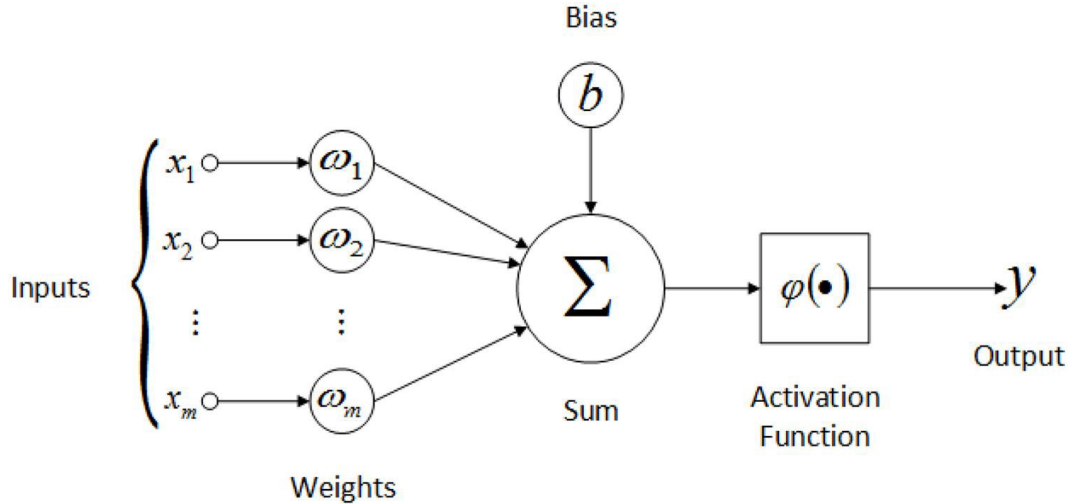 Bias
b
x₁ ω₁
x₂ ω₂
Inputs
⋮ ⋮
Σ
φ(•)
y
Output
xₘ ωₘ
Sum
Activation
Function
Weights